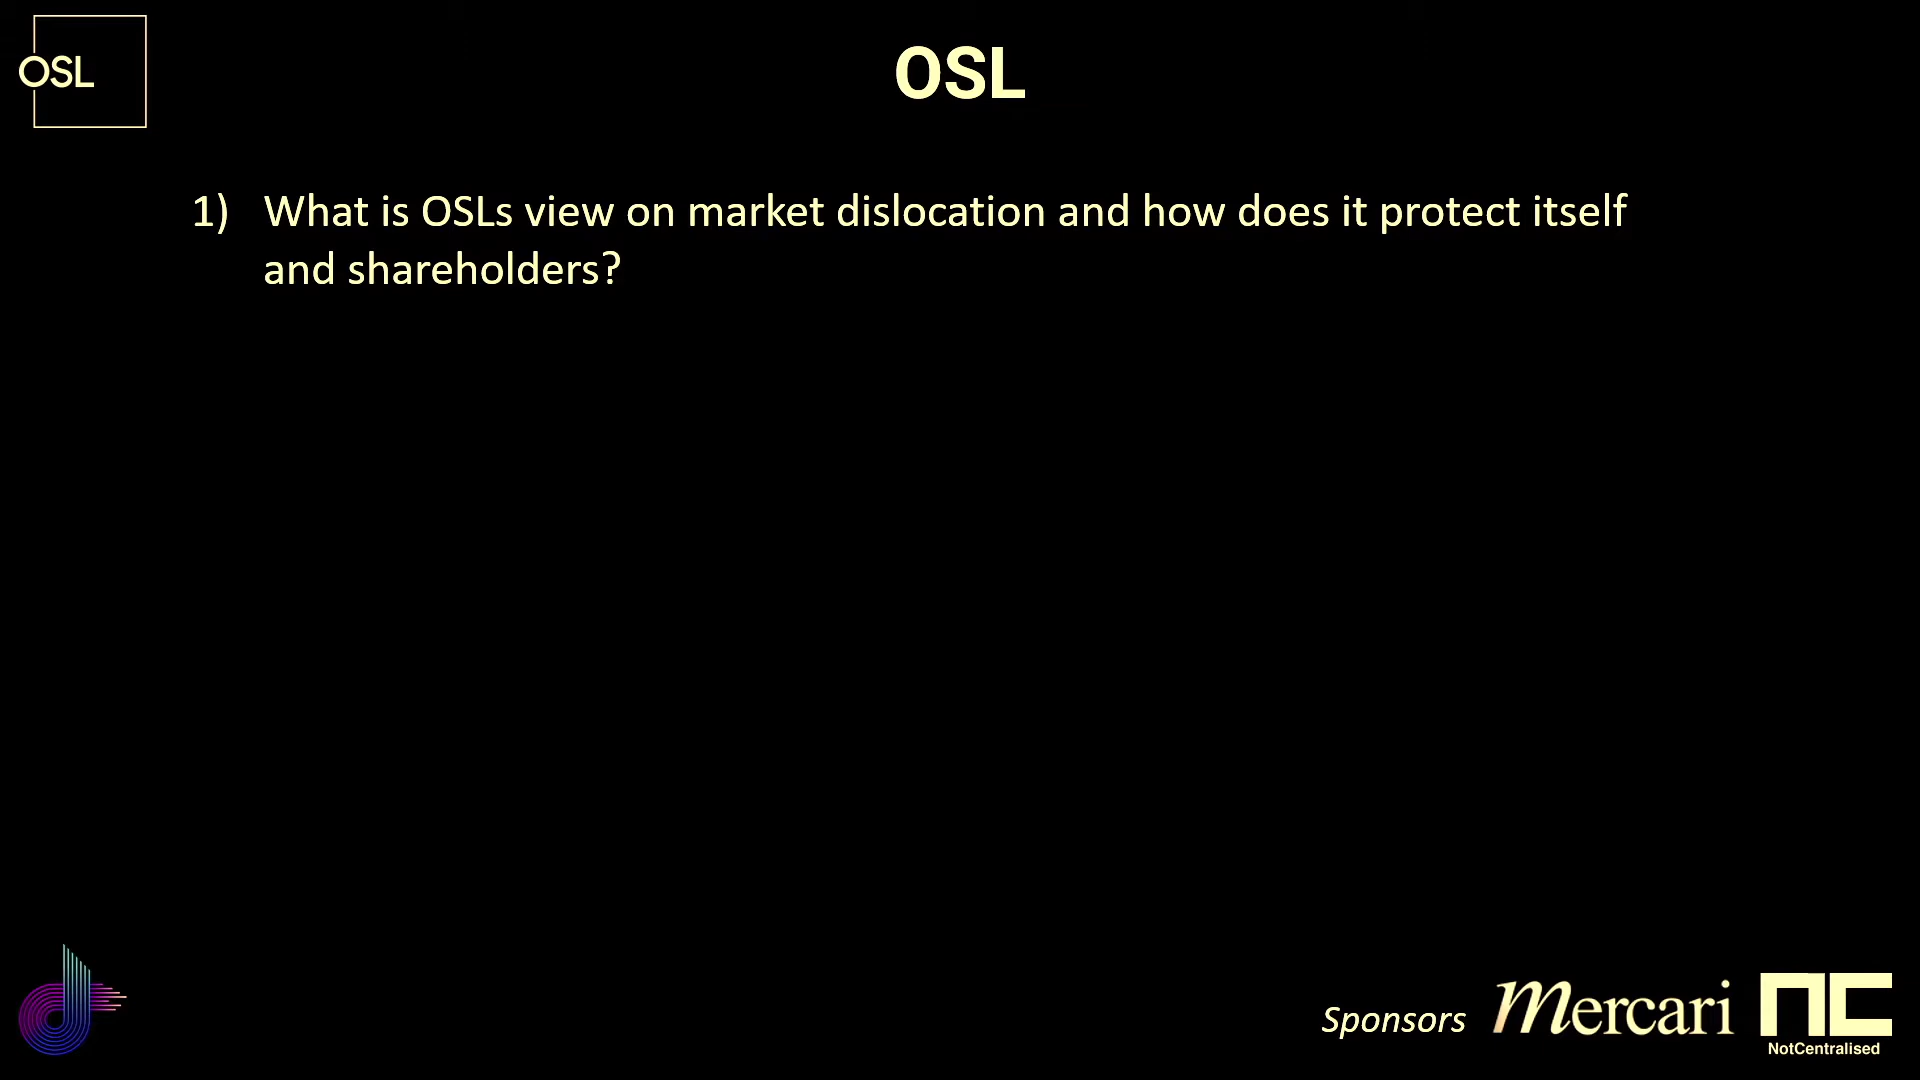 OSL
OSL
1) What is OSLs view on market dislocation and how does it protect itself
and shareholders?
Sponsors Mercari
NotCentralised